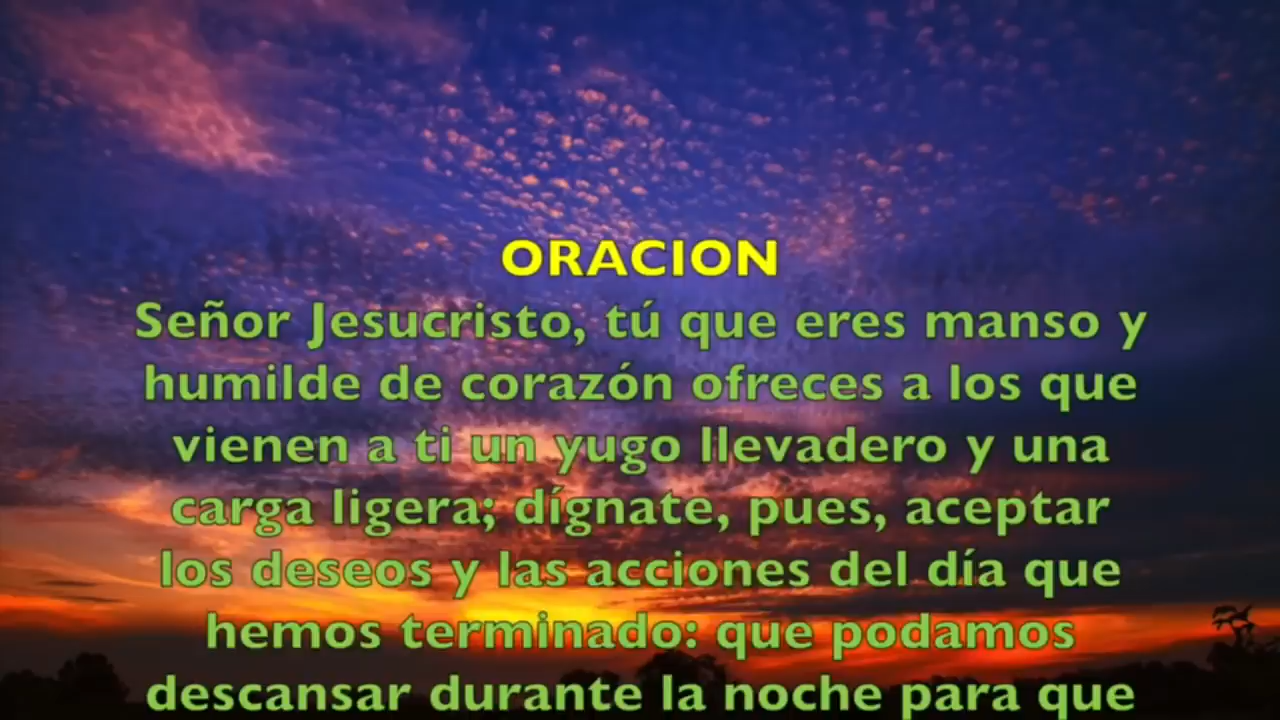 ORACION
Señor Jesucristo, tú que eres manso y
humilde de corazón ofreces a los que
vienen a ti un yugo llevadero y una
carga ligera; dígnate, pues, aceptar
los deseos y las acciones del día que
hemos terminado: que podamos
descansar durante la noche para que